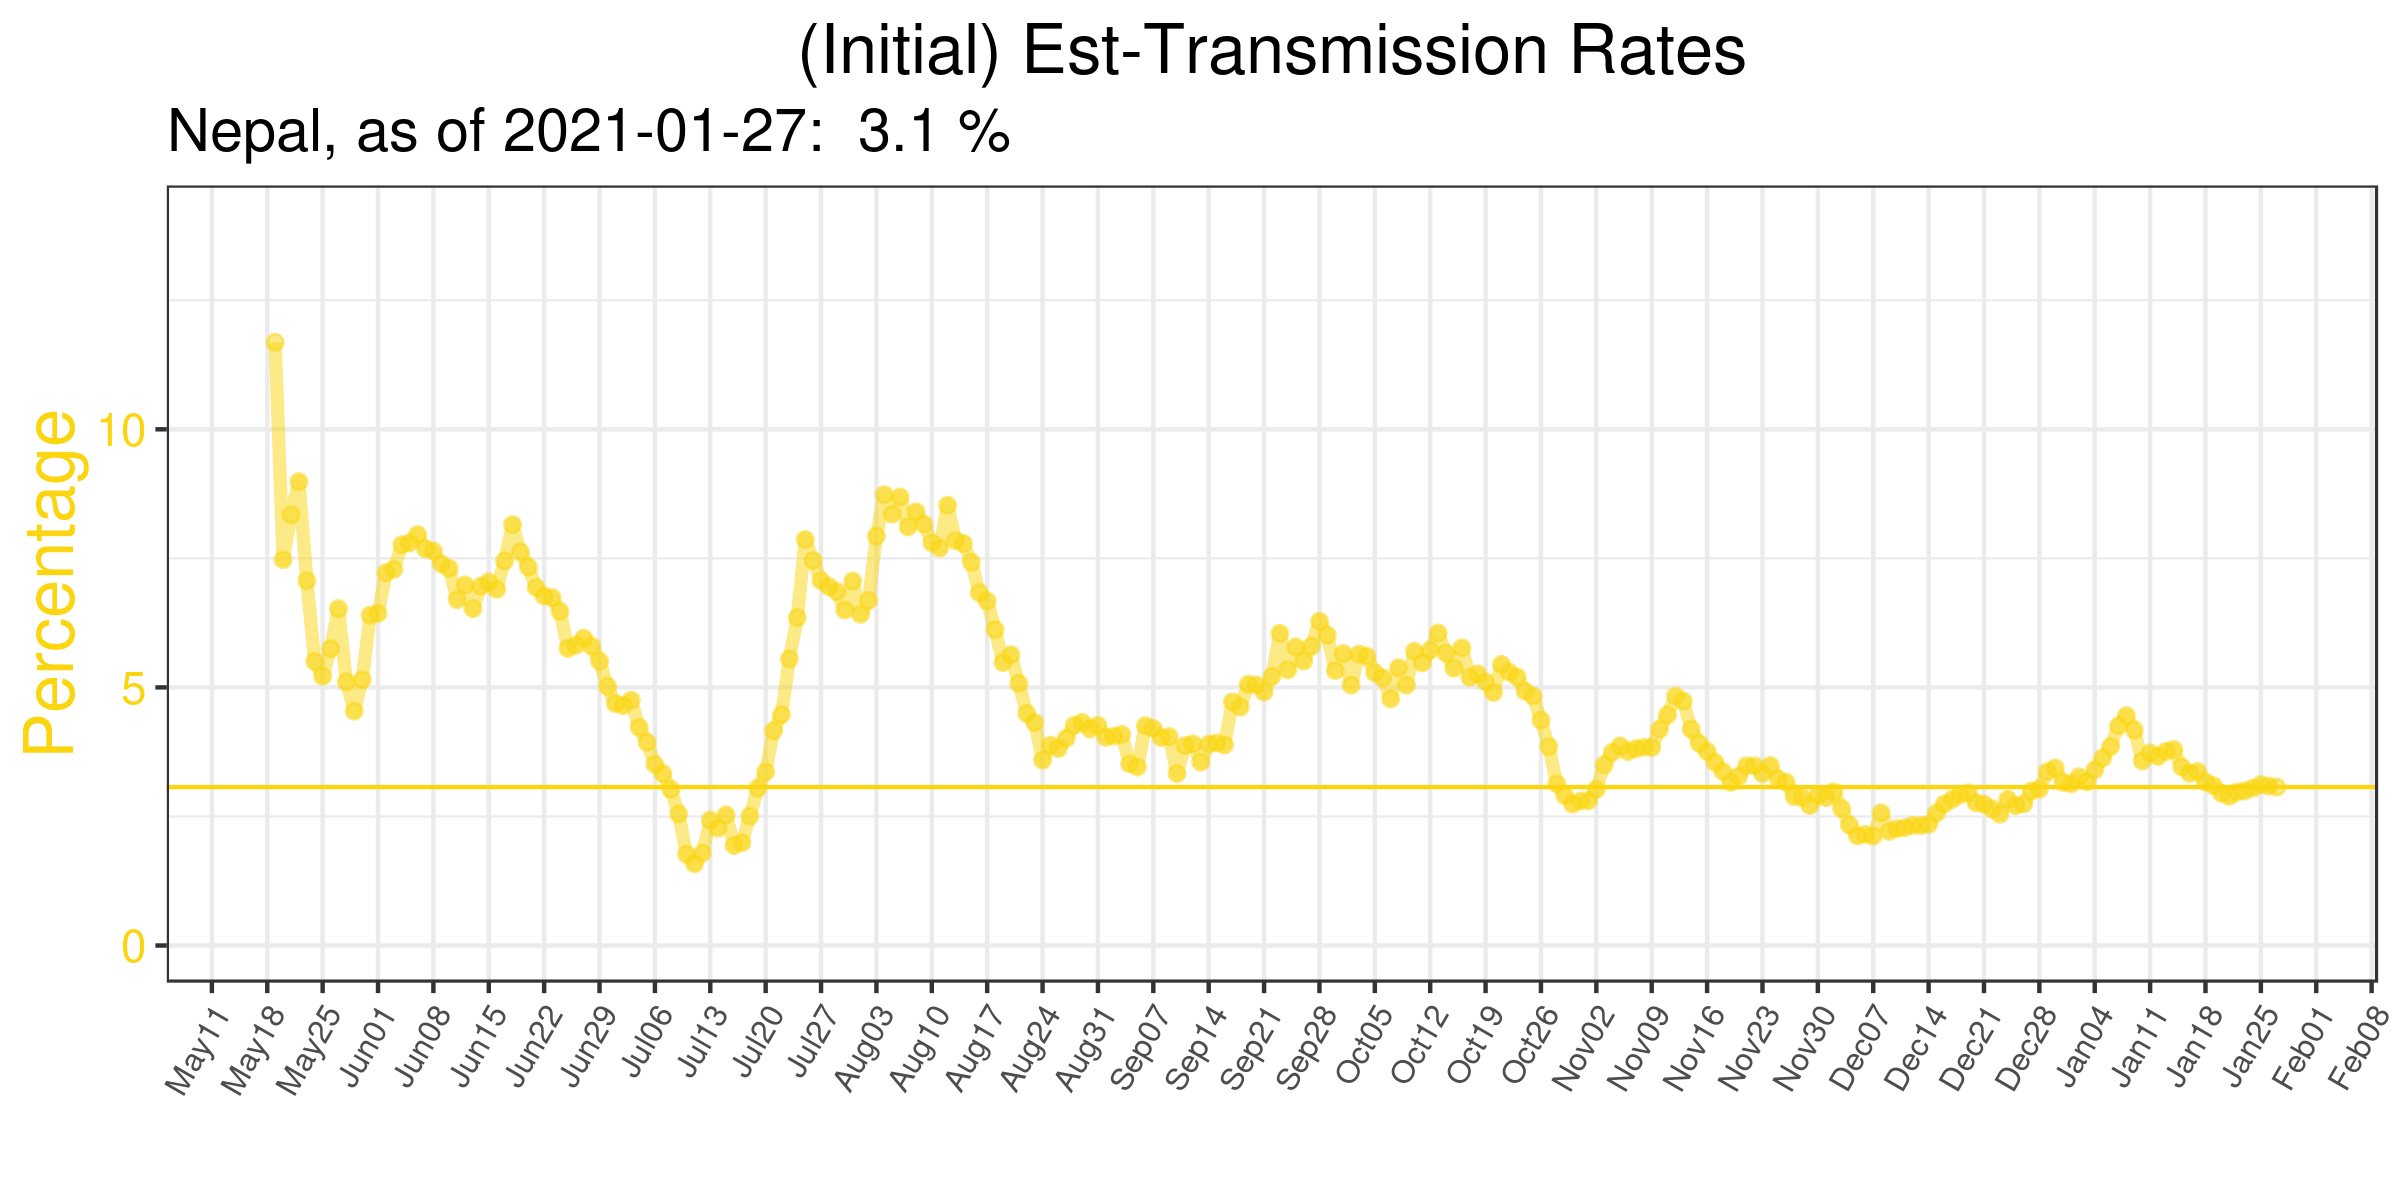 (Initial) Est-Transmission Rates
Nepal, as of 2021-01-27:  3.1 %
Percentage
10
5
0
May11
May18
May25
Jun01
Jun08
Jun15
Jun22
Jun29
Jul06
Jul13
Jul20
Jul27
Aug03
Aug10
Aug17
Aug24
Aug31
Sep07
Sep14
Sep21
Sep28
Oct05
Oct12
Oct19
Oct26
Nov02
Nov09
Nov16
Nov23
Nov30
Dec07
Dec14
Dec21
Dec28
Jan04
Jan11
Jan18
Jan25
Feb01
Feb08